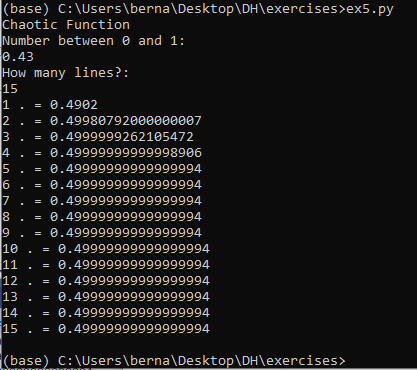 (base) C:\Users\berna\Desktop\DH\exercises>ex5.py
Chaotic Function
Number between 0 and 1:
0.43
How many lines?:
15
1 . = 0.4902
2 . = 0.49980792000000007
3 . = 0.4999999262105472
4 . = 0.49999999999998906
5 . = 0.49999999999999994
6 . = 0.49999999999999994
7 . = 0.49999999999999994
8 . = 0.49999999999999994
9 . = 0.49999999999999994
10 . = 0.49999999999999994
11 . = 0.49999999999999994
12 . = 0.49999999999999994
13 . = 0.49999999999999994
14 . = 0.49999999999999994
15 . = 0.49999999999999994
(base) C:\Users\berna\Desktop\DH\exercises>